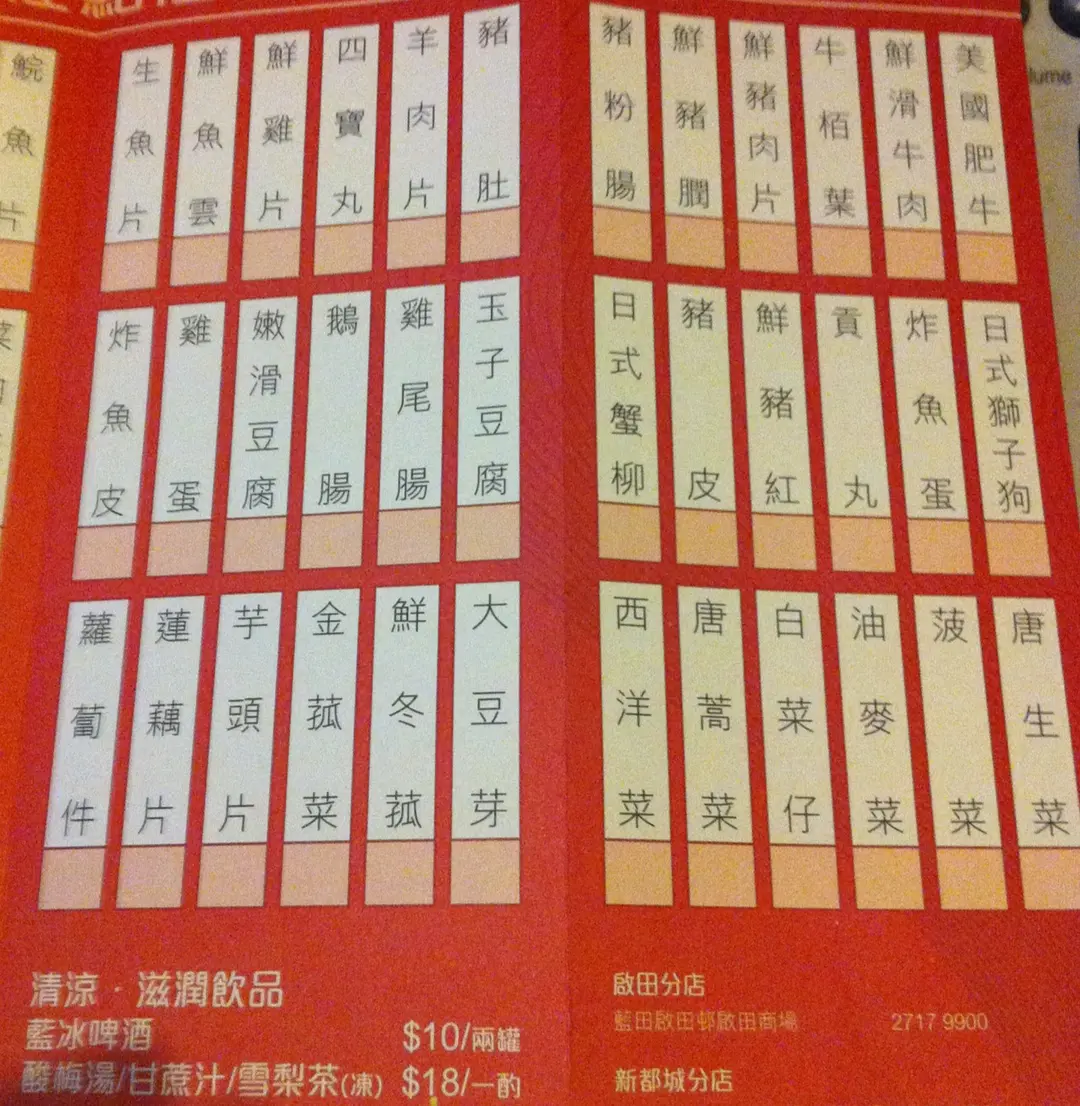 美國肥牛
鮮滑牛肉
牛栢葉
鮮豬肉片
鮮豬膶
豬粉腸
豬肚
羊肉片
四寶丸
鮮雞片
鮮魚雲
生魚片
鯇魚片
日式獅子狗
炸魚蛋
貢丸
鮮豬紅
豬皮
日式蟹柳
玉子豆腐
雞尾腸
鵝腸
嫩滑豆腐
雞蛋
炸魚皮
唐生菜
菠菜
油麥菜
白菜仔
唐蒿菜
西洋菜
大豆芽
鮮冬菰
金菰菜
芋頭片
蓮藕片
蘿蔔件
清涼·滋潤飲品
藍冰啤酒 $10/兩罐
酸梅湯/甘蔗汁/雪梨茶(凍) $18/一酌
啟田分店
藍田啟田邨啟田商場 2717 9900
新都城分店